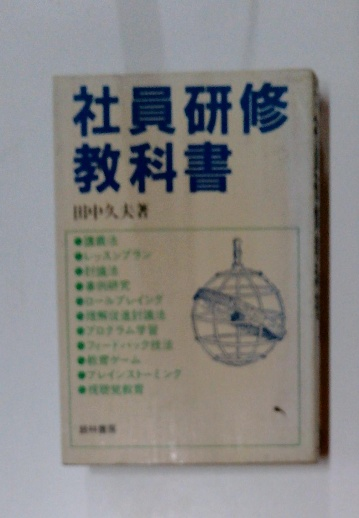 社員研修
教科書
田中久夫著
●講義法
●レッスンプラン
●討議法
●事例研究
●ロールプレイング
●理解促進討議法
●プログラム学習
●フィードバック技法
●教育ゲーム
●ブレインストーミング
●視聴覚教育